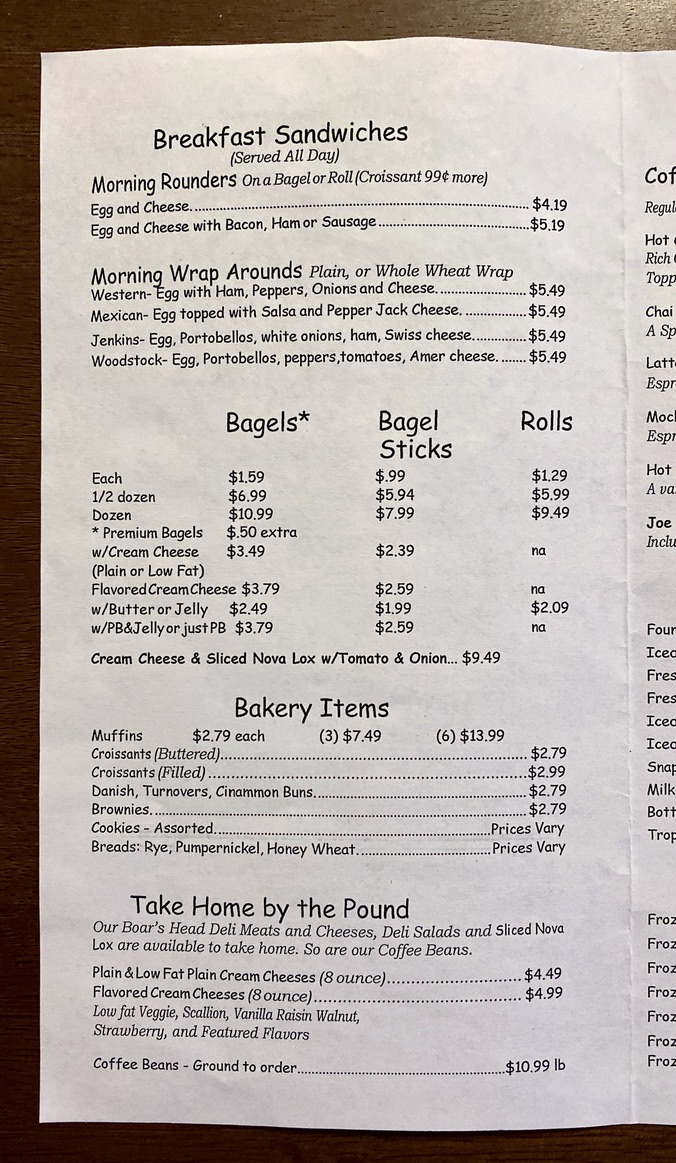 Breakfast Sandwiches
(Served All Day)
Morning Rounders On a Bagel or Roll (Croissant 99¢ more)
Egg and Cheese.......... $4.19
Egg and Cheese with Bacon, Ham or Sausage..........$5.19
Morning Wrap Arounds Plain, or Whole Wheat Wrap
Western- Egg with Ham, Peppers, Onions and Cheese..........$5.49
Mexican- Egg topped with Salsa and Pepper Jack Cheese. ..........$5.49
Jenkins- Egg, Portobellos, white onions, ham, Swiss cheese..........$5.49
Woodstock- Egg, Portobellos, peppers,tomatoes, Amer cheese. .......$5.49
Bagels* Bagel Sticks Rolls
Each $1.59 $.99 $1.29
1/2 dozen $6.99 $5.94 $5.99
Dozen $10.99 $7.99 $9.49
* Premium Bagels $.50 extra
w/Cream Cheese $3.49 $2.39 na
(Plain or Low Fat)
Flavored Cream Cheese $3.79 $2.59 na
w/Butter or Jelly $2.49 $1.99 $2.09
w/PB&Jelly or just PB $3.79 $2.59 na
Cream Cheese & Sliced Nova Lox w/Tomato & Onion... $9.49
Bakery Items
Muffins $2.79 each (3) $7.49 (6) $13.99
Croissants (Buttered).......... $2.79
Croissants (Filled) ..........$2.99
Danish, Turnovers, Cinammon Buns..........$2.79
Brownies.......... $2.79
Cookies - Assorted..........Prices Vary
Breads: Rye, Pumpernickel, Honey Wheat..........Prices Vary
Take Home by the Pound
Our Boar's Head Deli Meats and Cheeses, Deli Salads and Sliced Nova
Lox are available to take home. So are our Coffee Beans.
Plain & Low Fat Plain Cream Cheeses (8 ounce).......... $4.49
Flavored Cream Cheeses (8 ounce).......... $4.99
Low fat Veggie, Scallion, Vanilla Raisin Walnut,
Strawberry, and Featured Flavors
Coffee Beans - Ground to order..........$10.99 lb
Hot
Rich
Chai
A
Hot
A
Joe
Milk